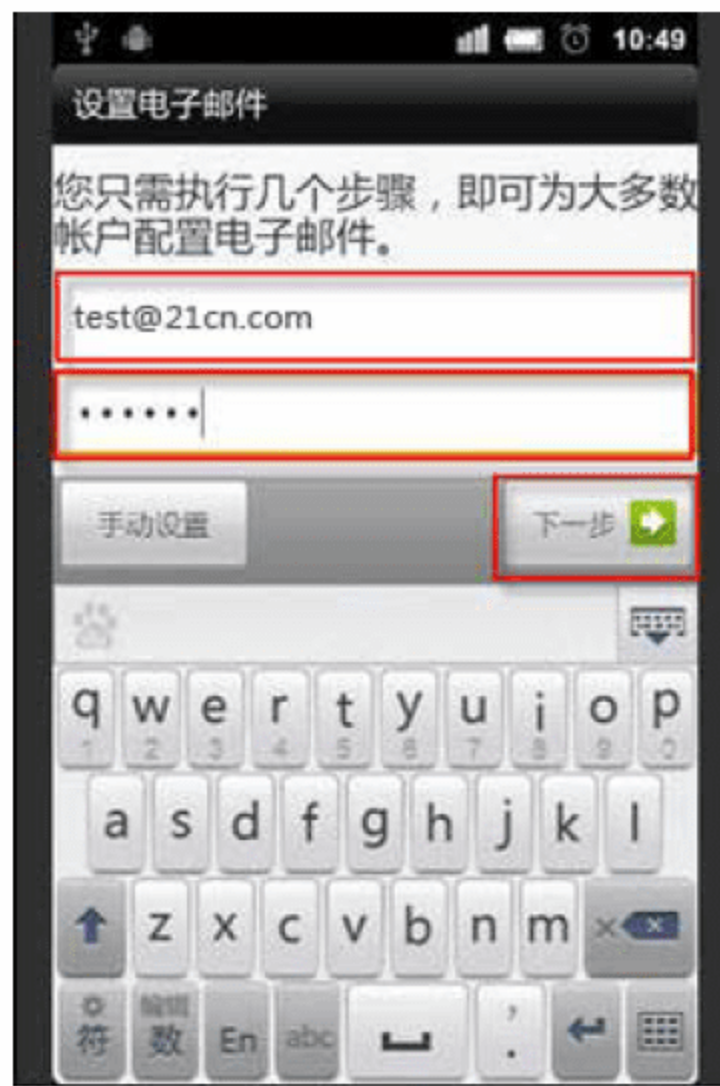 10:49
设置电子邮件
您只需执行几个步骤，即可为大多数
帐户配置电子邮件。
test@21cn.com
••••••
手动设置 下一步
q w e r t y u i o p
1 2 3 4 5 6 7 8 9 0
a s d f g h j k l
z x c v b n m
编辑 ,
符 数 En abc .